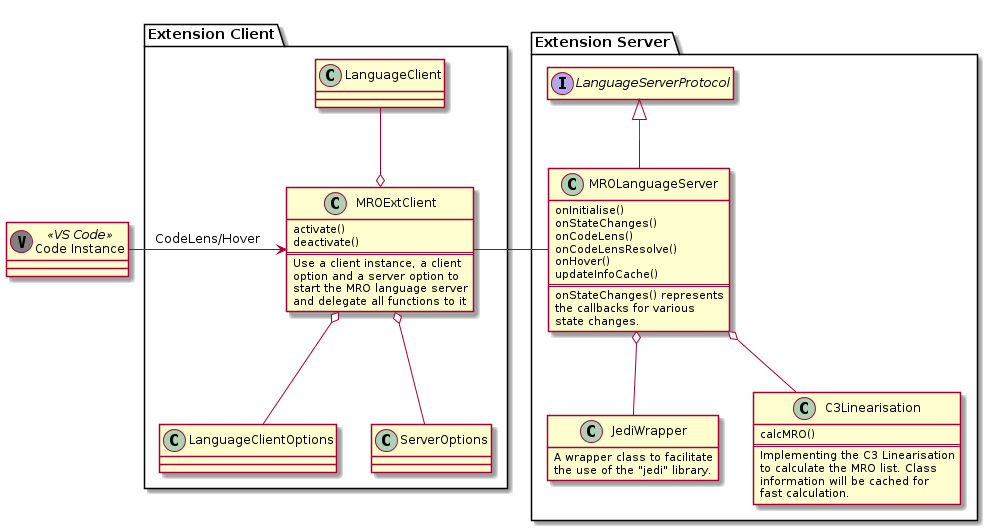 Extension Client
Extension Server
C LanguageClient
I LanguageServerProtocol
C MROExtClient
activate()
deactivate()
Use a client instance, a client
option and a server option to
start the MRO language server
and delegate all functions to it
C MROLanguageServer
onInitialise()
onStateChanges()
onCodeLens()
onCodeLensResolve()
onHover()
updateInfoCache()
onStateChanges() represents
the callbacks for various
state changes.
V «VS Code»
Code Instance
CodeLens/Hover
C LanguageClientOptions
C ServerOptions
C JediWrapper
A wrapper class to facilitate
the use of the "jedi" library.
C C3Linearisation
calcMRO()
Implementing the C3 Linearisation
to calculate the MRO list. Class
information will be cached for
fast calculation.